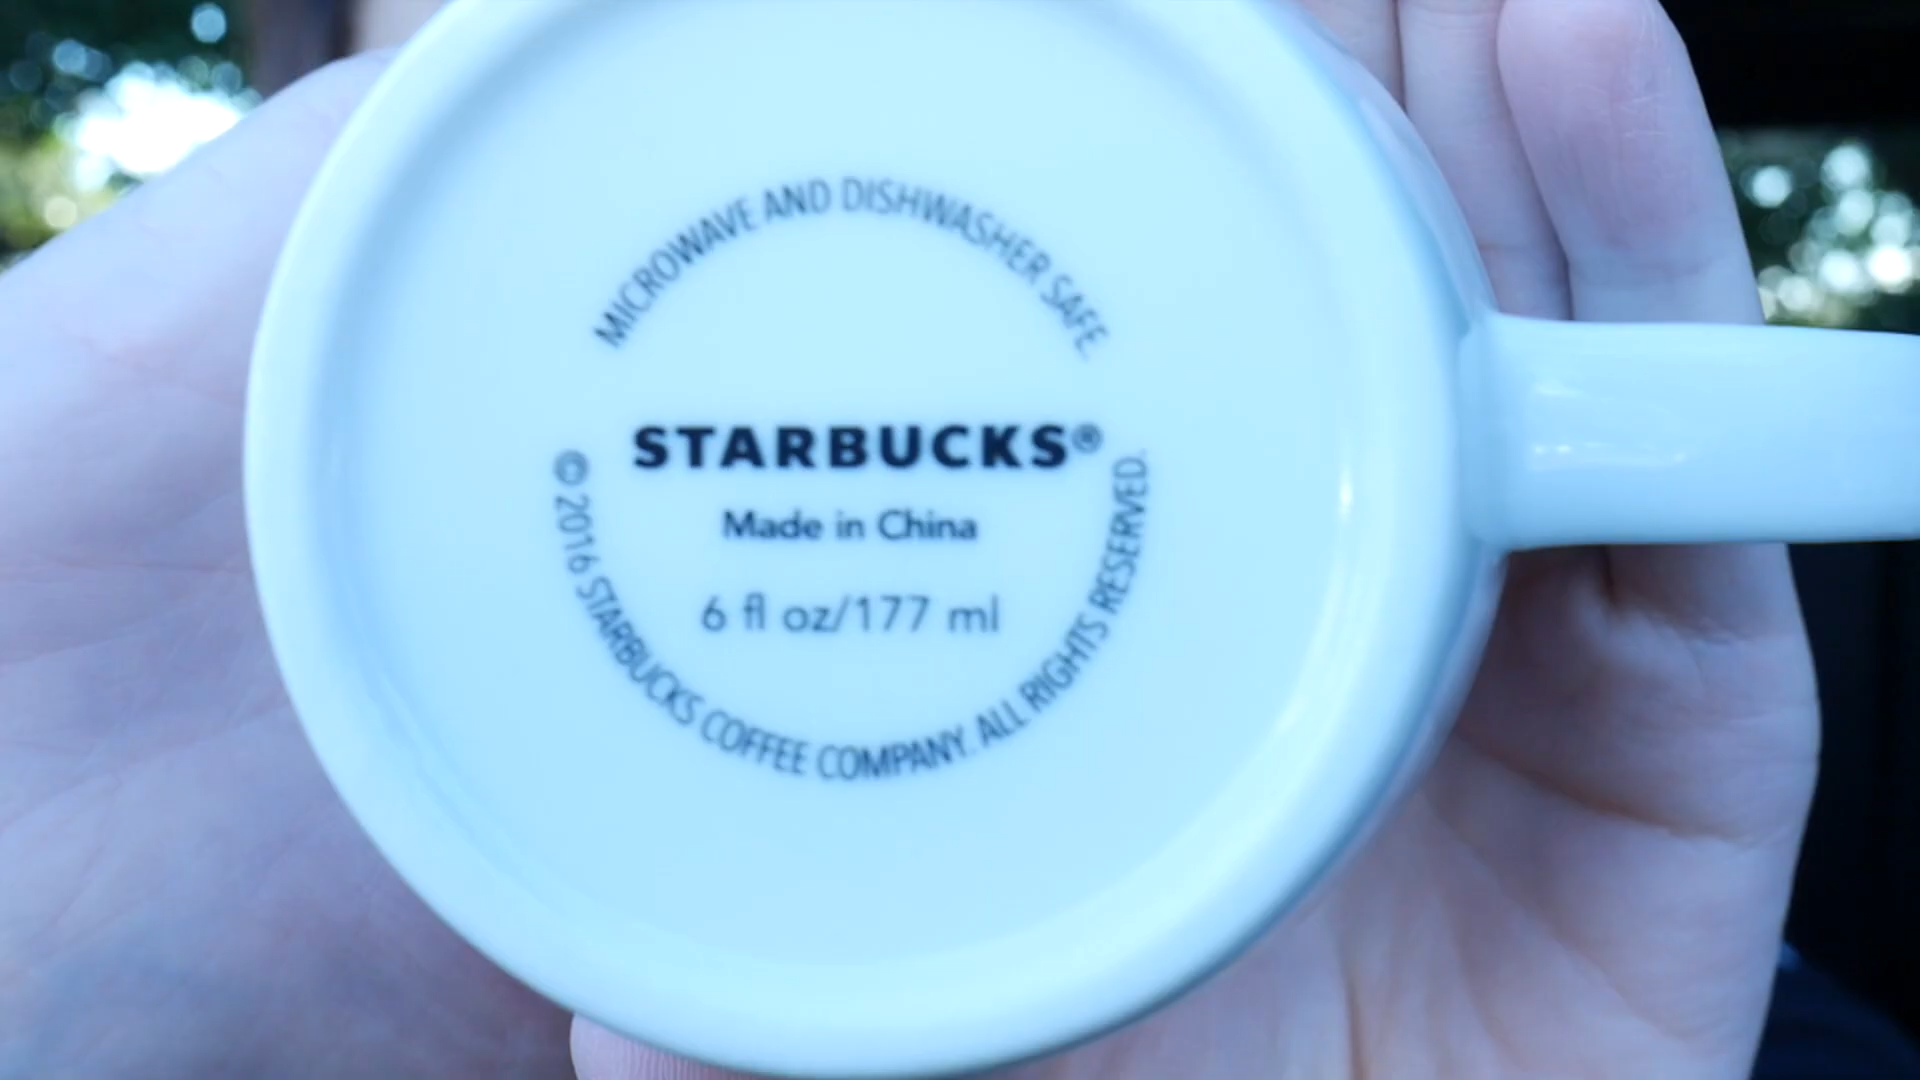 MICROWAVE AND DISHWASHER SAFE
STARBUCKS®
Made in China
6 fl oz/177 ml
© 2016 STARBUCKS COFFEE COMPANY. ALL RIGHTS RESERVED.